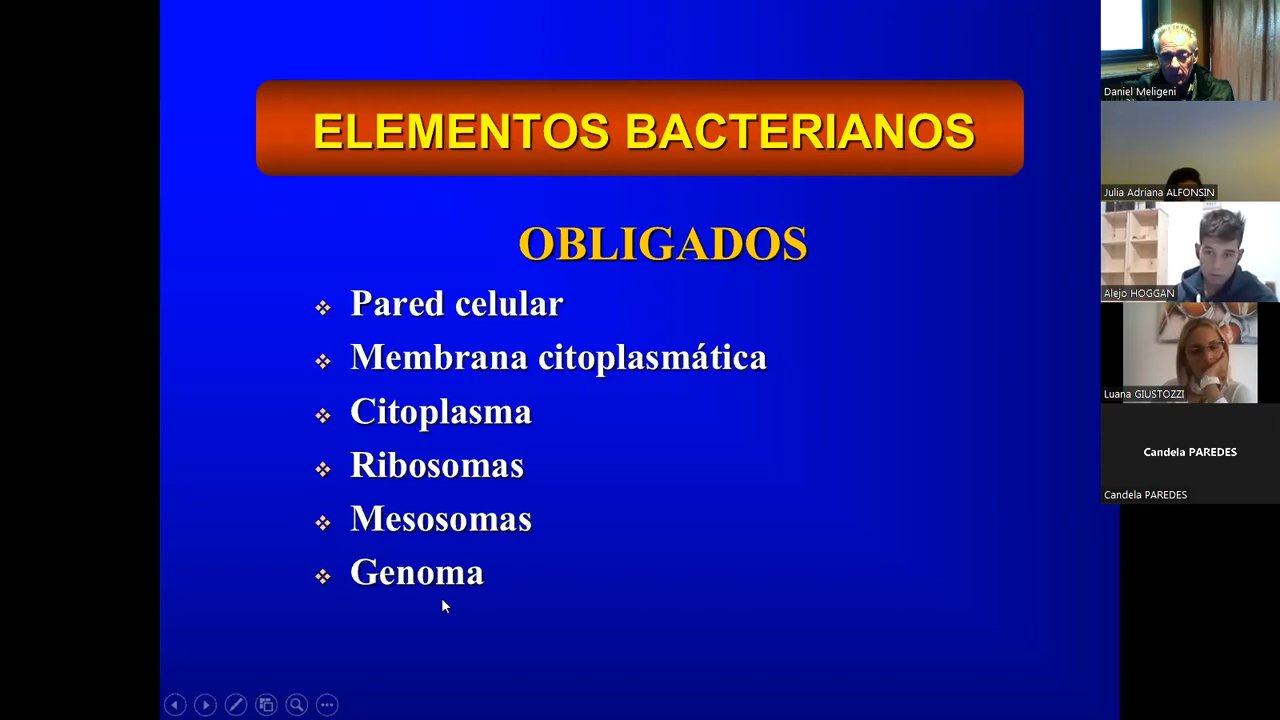 ELEMENTOS BACTERIANOS
OBLIGADOS
Pared celular
Membrana citoplasmática
Citoplasma
Ribosomas
Mesosomas
Genoma
Daniel Meligeni
Julia Adriana ALFONSIN
Alejo HOGGAN
Luana GIUSTOZZI
Candela PAREDES
Candela PAREDES